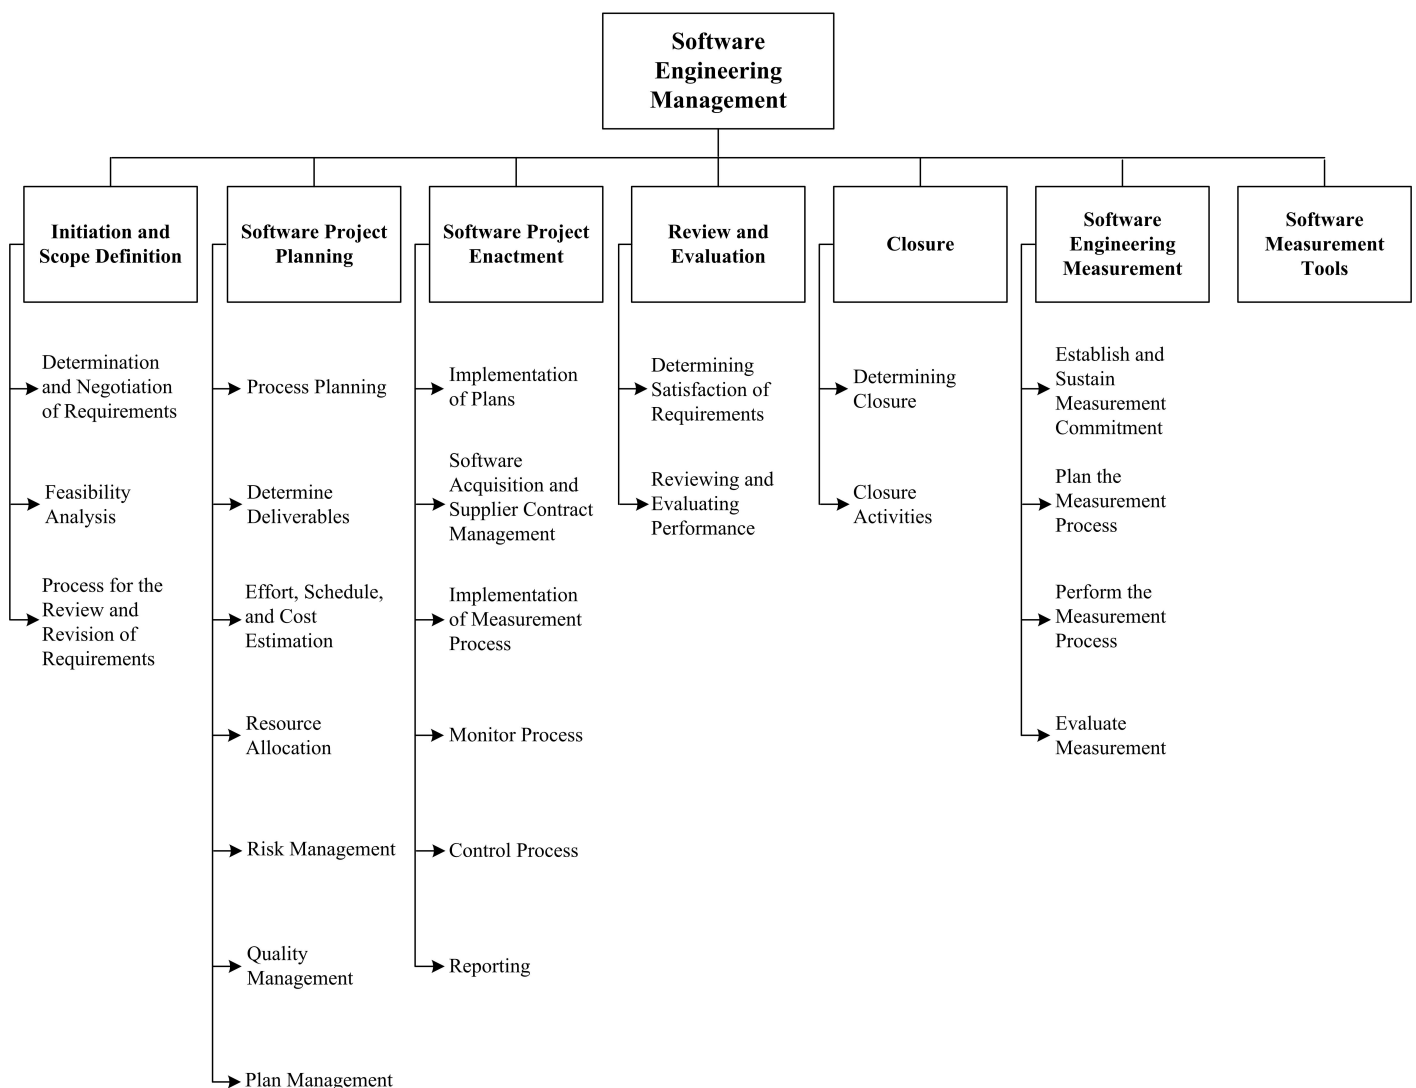 Software
Engineering
Management
Initiation and
Scope Definition
Determination
and Negotiation
of Requirements
Feasibility
Analysis
Process for the
Review and
Revision of
Requirements
Software Project
Planning
Process Planning
Determine
Deliverables
Effort, Schedule,
and Cost
Estimation
Resource
Allocation
Risk Management
Quality
Management
Plan Management
Software Project
Enactment
Implementation
of Plans
Software
Acquisition and
Supplier Contract
Management
Implementation
of Measurement
Process
Monitor Process
Control Process
Reporting
Review and
Evaluation
Determining
Satisfaction of
Requirements
Reviewing and
Evaluating
Performance
Closure
Determining
Closure
Closure
Activities
Software
Engineering
Measurement
Establish and
Sustain
Measurement
Commitment
Plan the
Measurement
Process
Perform the
Measurement
Process
Evaluate
Measurement
Software
Measurement
Tools